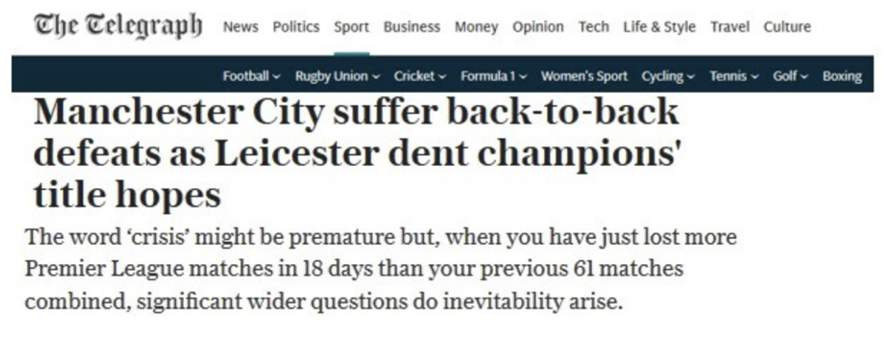 The Telegraph News Politics Sport Business Money Opinion Tech Life & Style Travel Culture
Football Rugby Union Cricket Formula 1 Women's Sport Cycling Tennis Golf Boxing
Manchester City suffer back-to-back
defeats as Leicester dent champions'
title hopes
The word ‘crisis’ might be premature but, when you have just lost more
Premier League matches in 18 days than your previous 61 matches
combined, significant wider questions do inevitability arise.